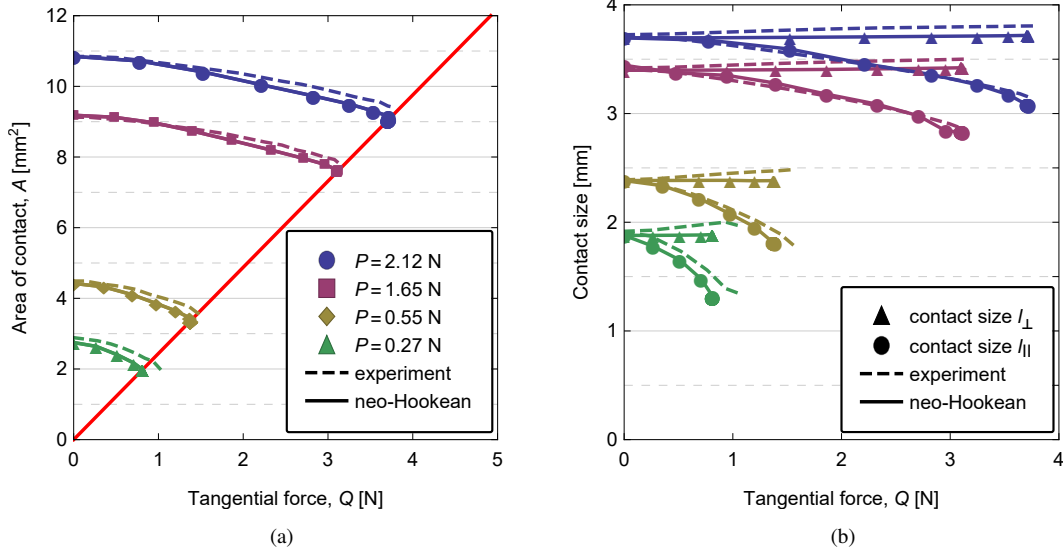 12
10
8
6
4
2
0
0
1
2
3
4
5
Area of contact, A [mm²]
Tangential force, Q [N]
P = 2.12 N
P = 1.65 N
P = 0.55 N
P = 0.27 N
experiment
neo-Hookean
(a)
4
3
2
1
0
0
1
2
3
4
Contact size [mm]
Tangential force, Q [N]
contact size l⊥
contact size l||
experiment
neo-Hookean
(b)